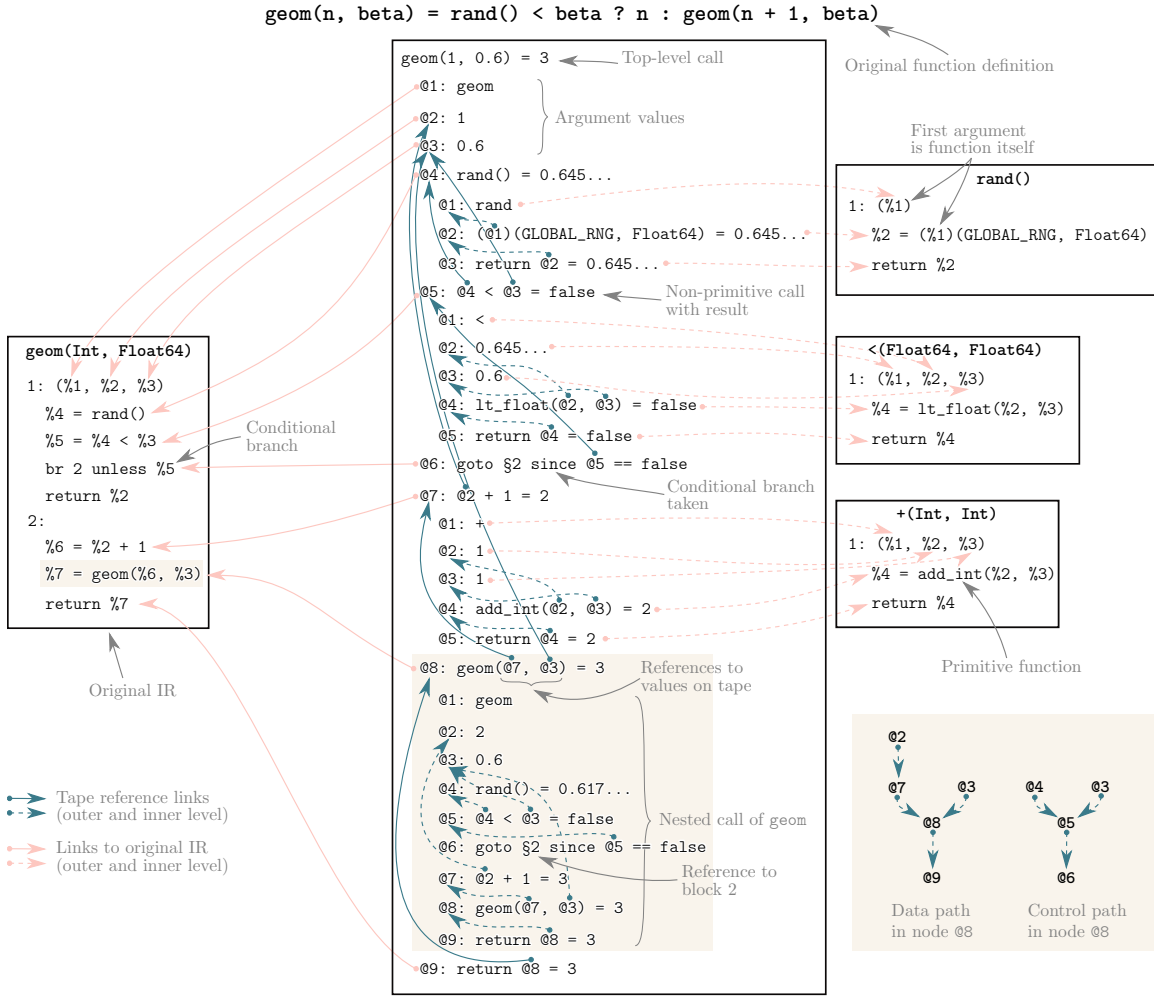 geom(n, beta) = rand() < beta ? n : geom(n + 1, beta)
Original function definition
geom(1, 0.6) = 3
Top-level call
@1: geom
@2: 1
@3: 0.6
Argument values
@4: rand() = 0.645...
@1: rand
@2: (@1)(GLOBAL_RNG, Float64) = 0.645...
@3: return @2 = 0.645...
@5: @4 < @3 = false
Non-primitive call
with result
@1: <
@2: 0.645...
@3: 0.6
@4: lt_float(@2, @3) = false
@5: return @4 = false
@6: goto §2 since @5 == false
Conditional branch
taken
@7: @2 + 1 = 2
@1: +
@2: 1
@3: 1
@4: add_int(@2, @3) = 2
@5: return @4 = 2
@8: geom(@7, @3) = 3
References to
values on tape
@1: geom
@2: 2
@3: 0.6
@4: rand() = 0.617...
@5: @4 < @3 = false
@6: goto §2 since @5 == false
@7: @2 + 1 = 3
@8: geom(@7, @3) = 3
@9: return @8 = 3
Nested call of geom
Reference to
block 2
@9: return @8 = 3
geom(Int, Float64)
1: (%1, %2, %3)
%4 = rand()
%5 = %4 < %3
br 2 unless %5
return %2
2:
%6 = %2 + 1
%7 = geom(%6, %3)
return %7
Conditional
branch
Original IR
Tape reference links
(outer and inner level)
Links to original IR
(outer and inner level)
First argument
is function itself
rand()
1: (%1)
%2 = (%1)(GLOBAL_RNG, Float64)
return %2
<(Float64, Float64)
1: (%1, %2, %3)
%4 = lt_float(%2, %3)
return %4
+(Int, Int)
1: (%1, %2, %3)
%4 = add_int(%2, %3)
return %4
Primitive function
@2
@7 @3
@8
@9
Data path
in node @8
@4 @3
@5
@6
Control path
in node @8